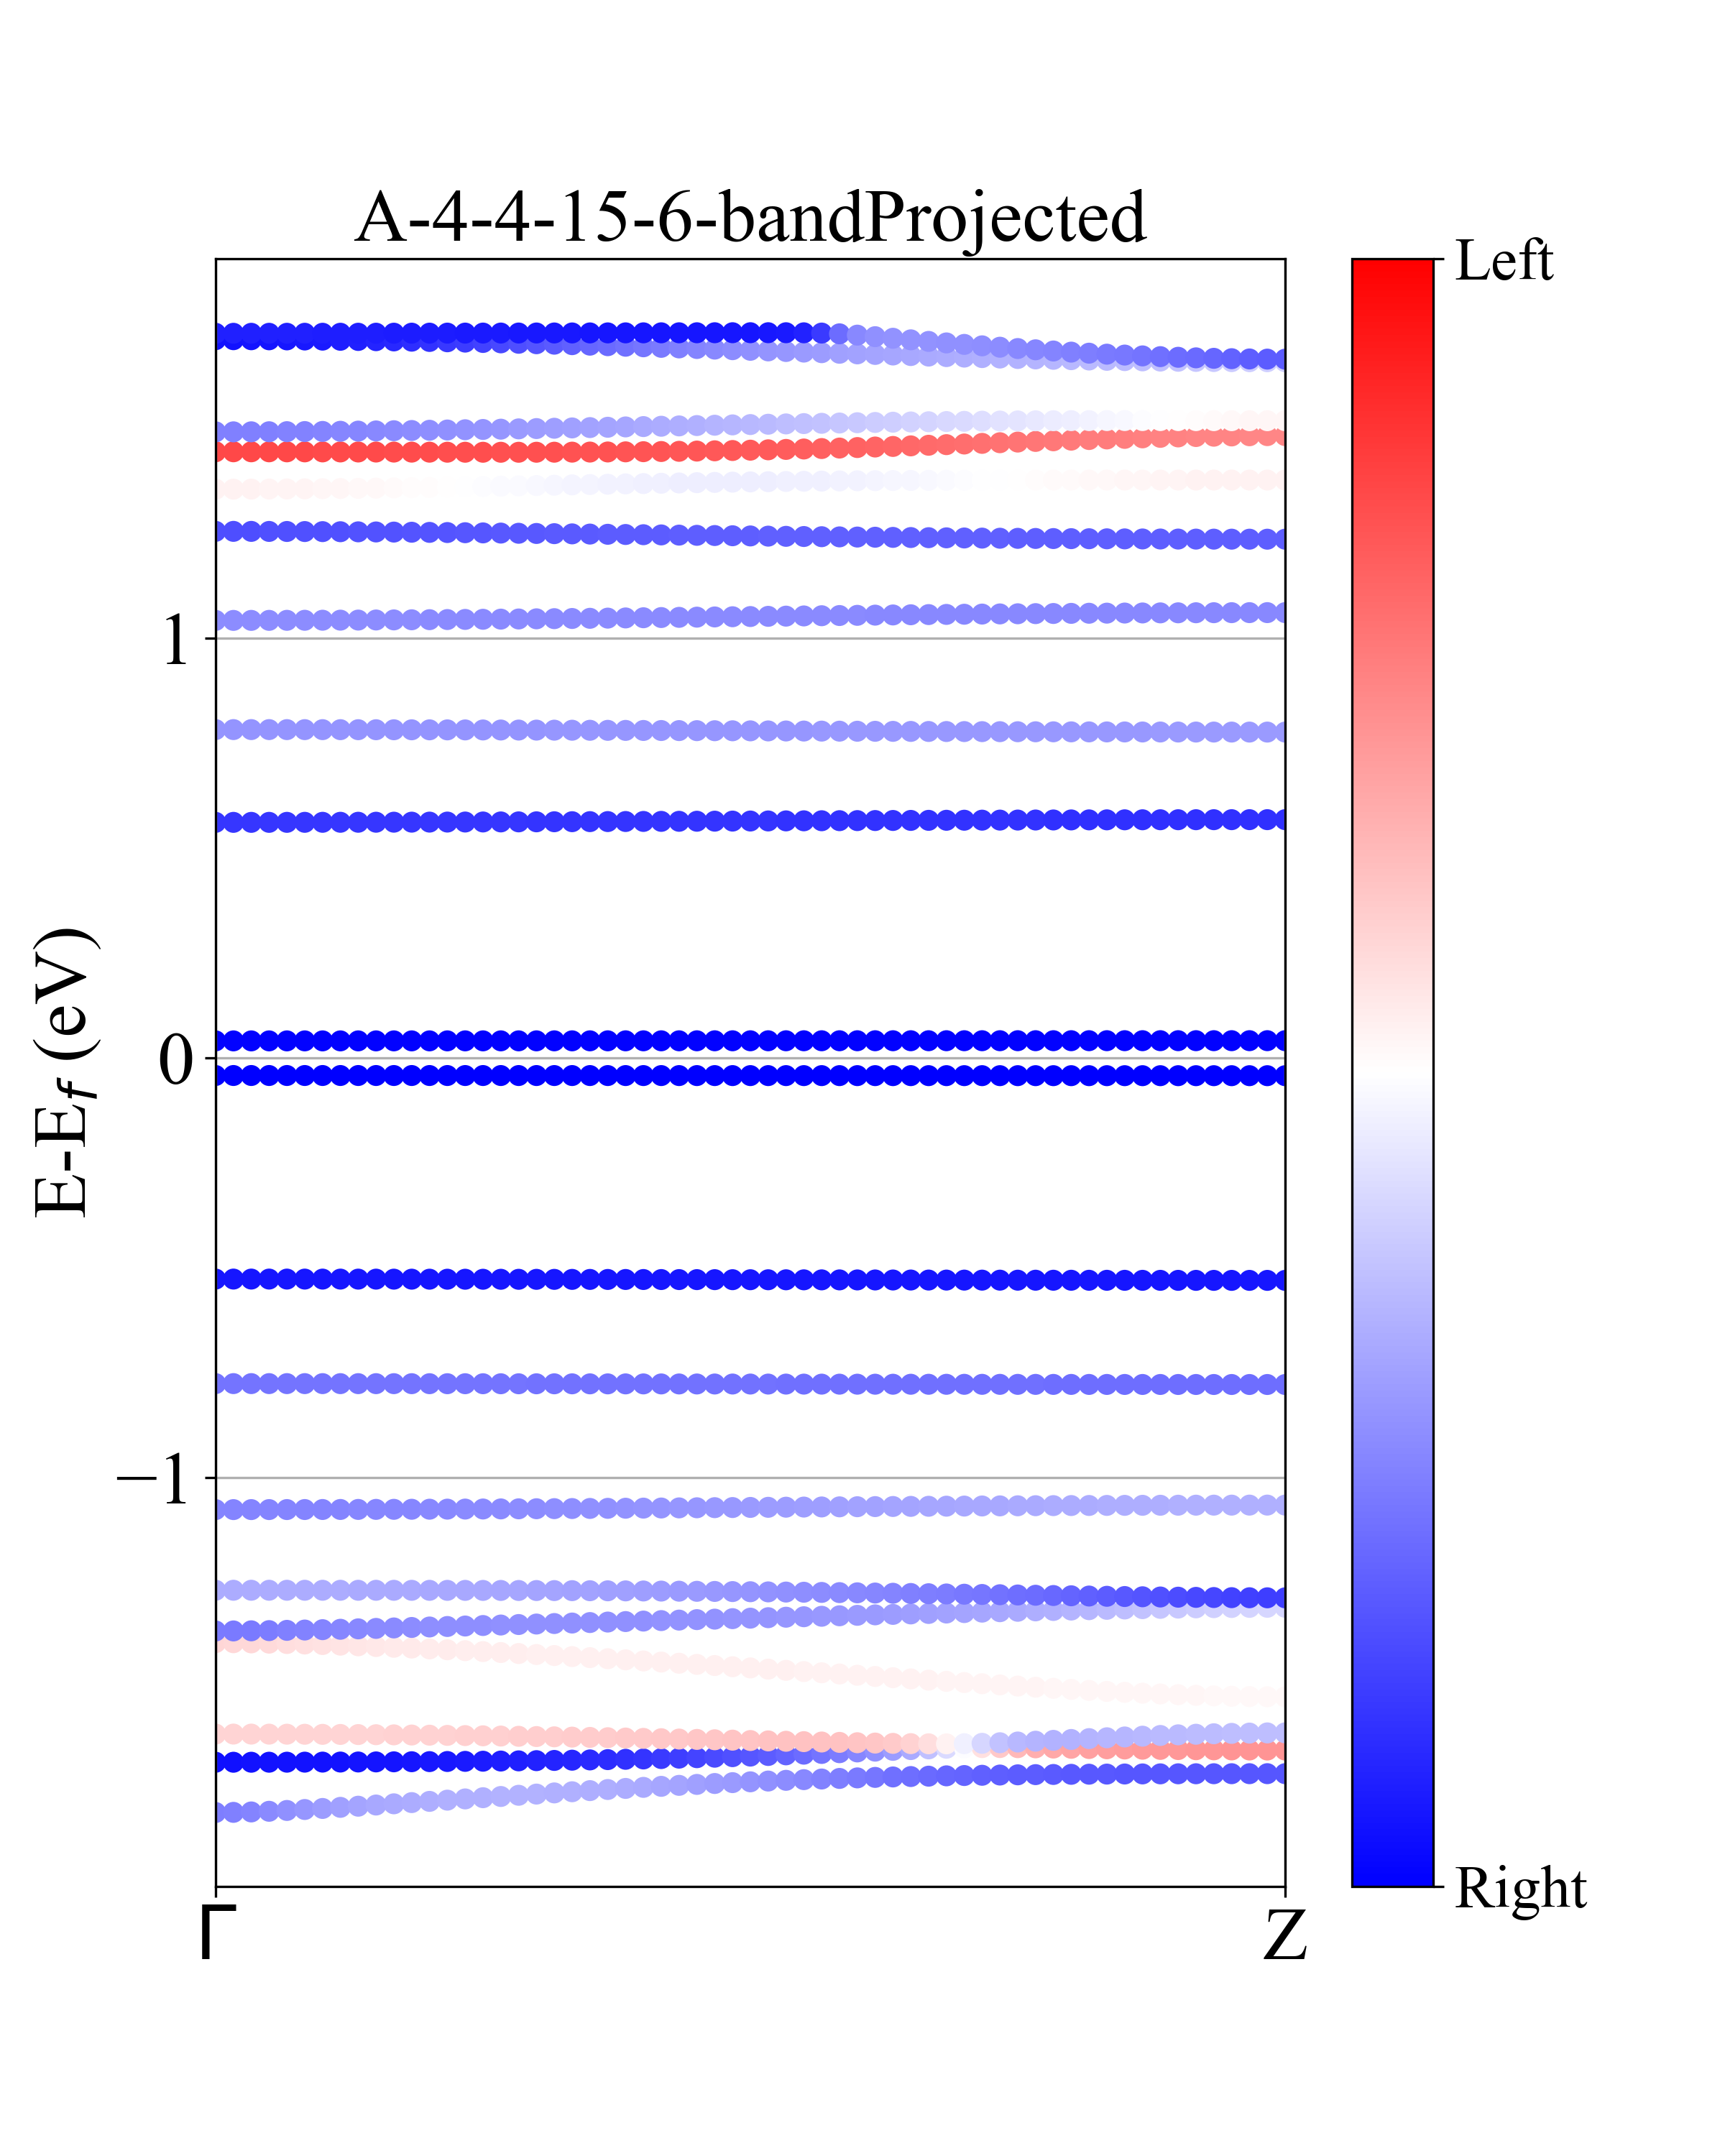 A-4-4-15-6-bandProjected
Left
1
0
−1
E-E_f (eV)
Right
Γ
Z